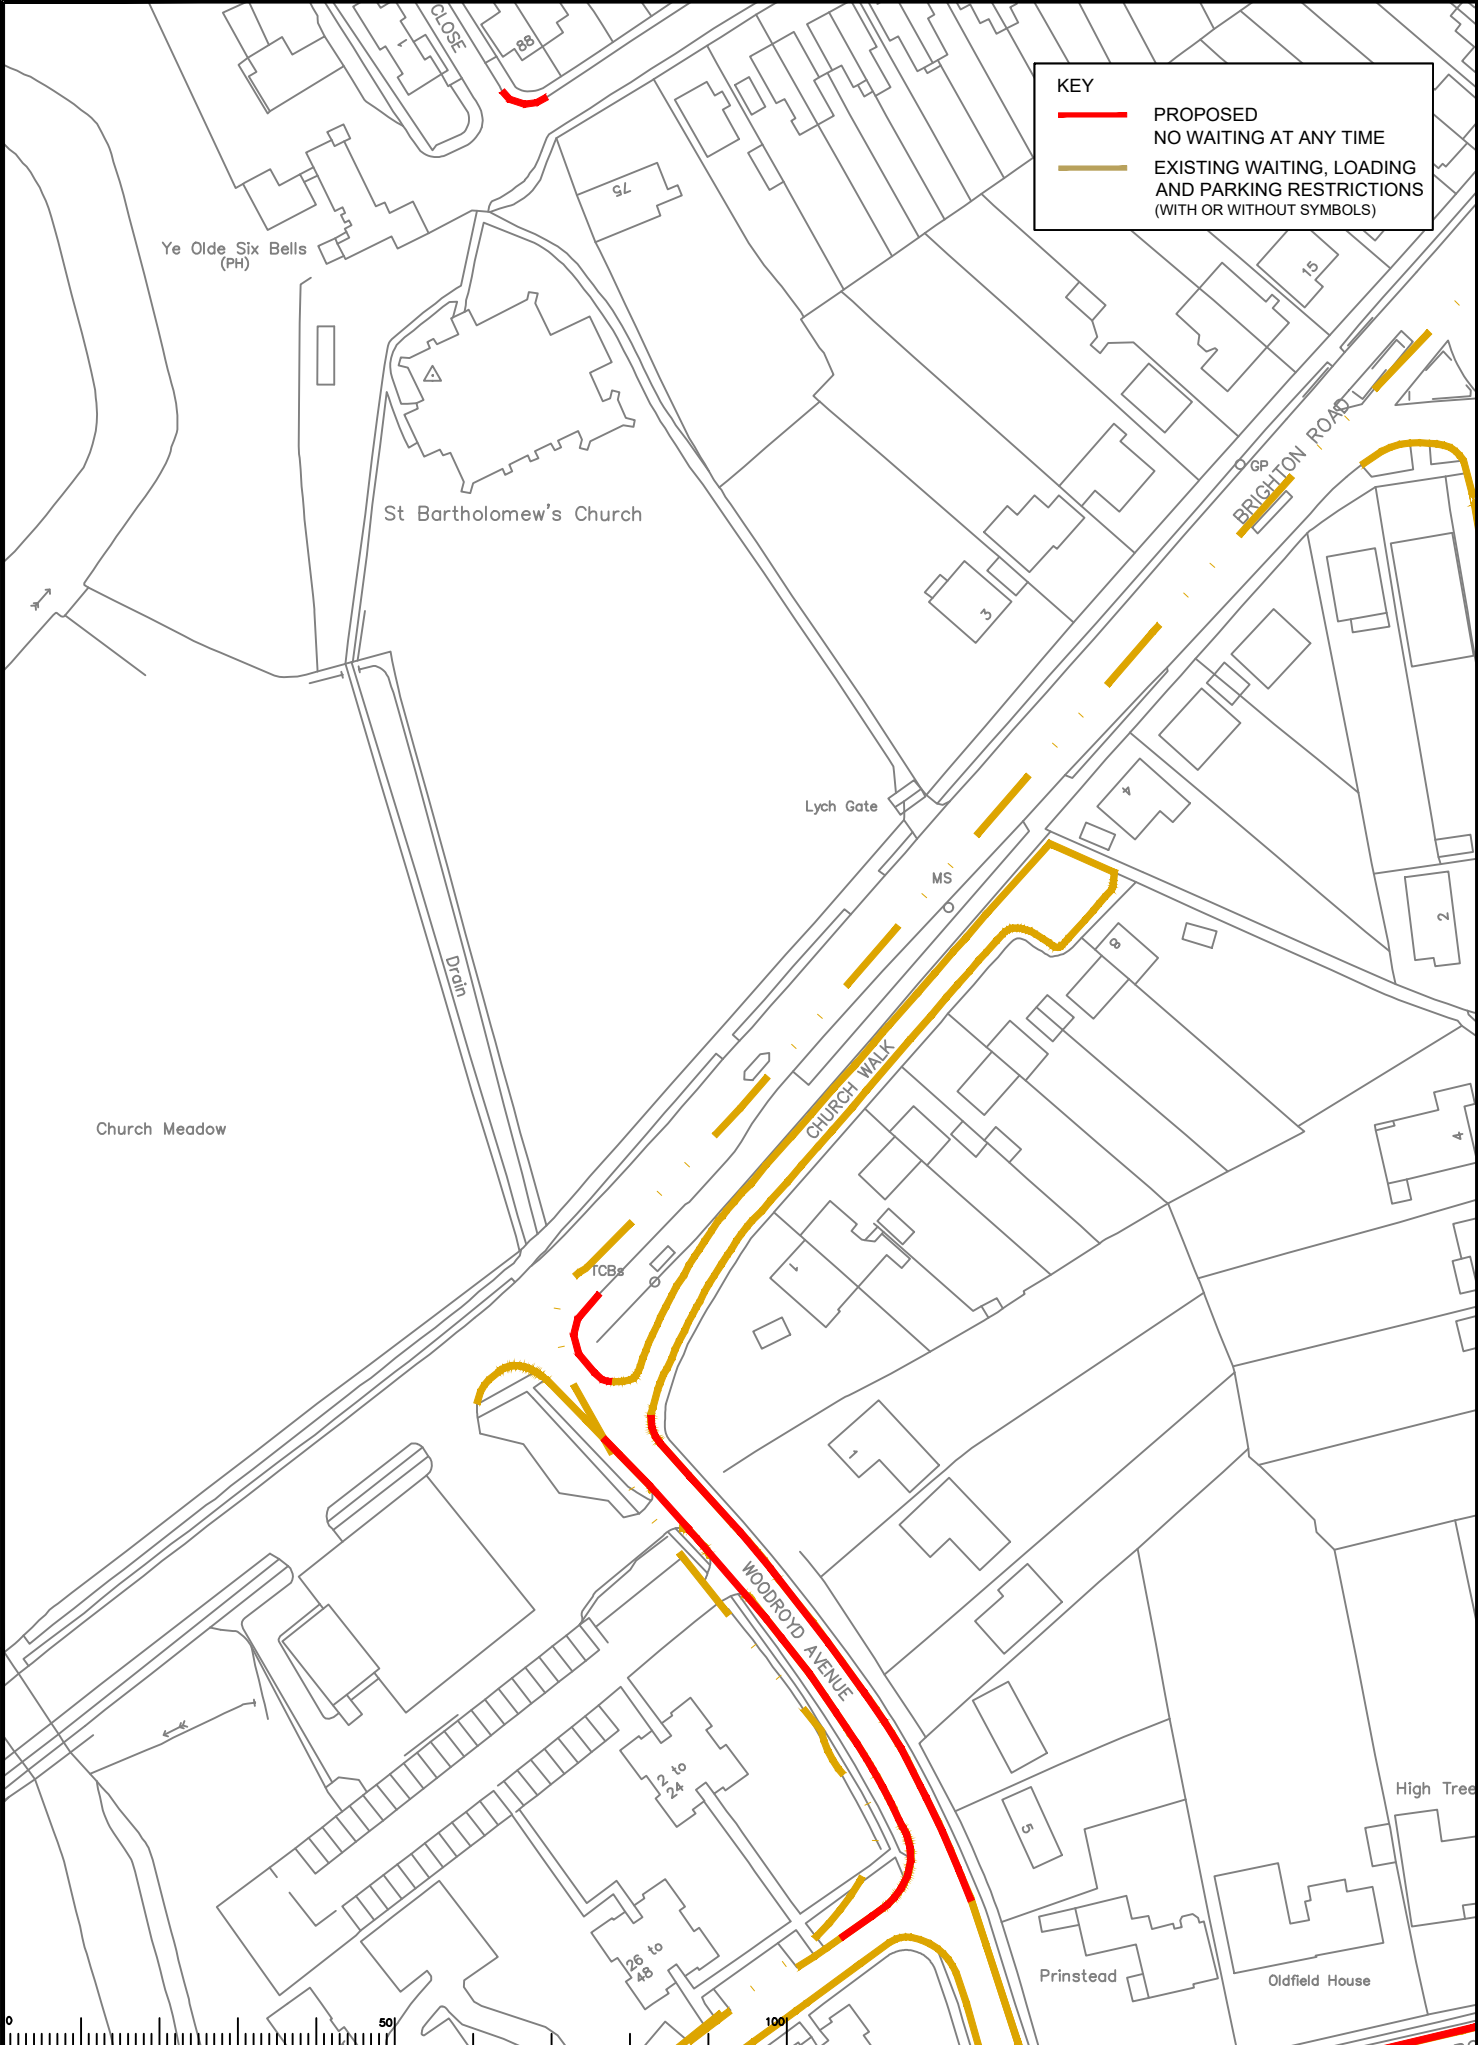 CLOSE
1
88
KEY
PROPOSED
NO WAITING AT ANY TIME
EXISTING WAITING, LOADING
AND PARKING RESTRICTIONS
(WITH OR WITHOUT SYMBOLS)
75
Ye Olde Six Bells
(PH)
15
BRIGHTON ROAD
GP
St Bartholomew's Church
3
4
Lych Gate
MS
2
8
Drain
CHURCH WALK
Church Meadow
4
1
TCBs
1
WOODROYD AVENUE
2 to
24
High Tree
5
26 to
48
Prinstead
Oldfield House
0
50
100